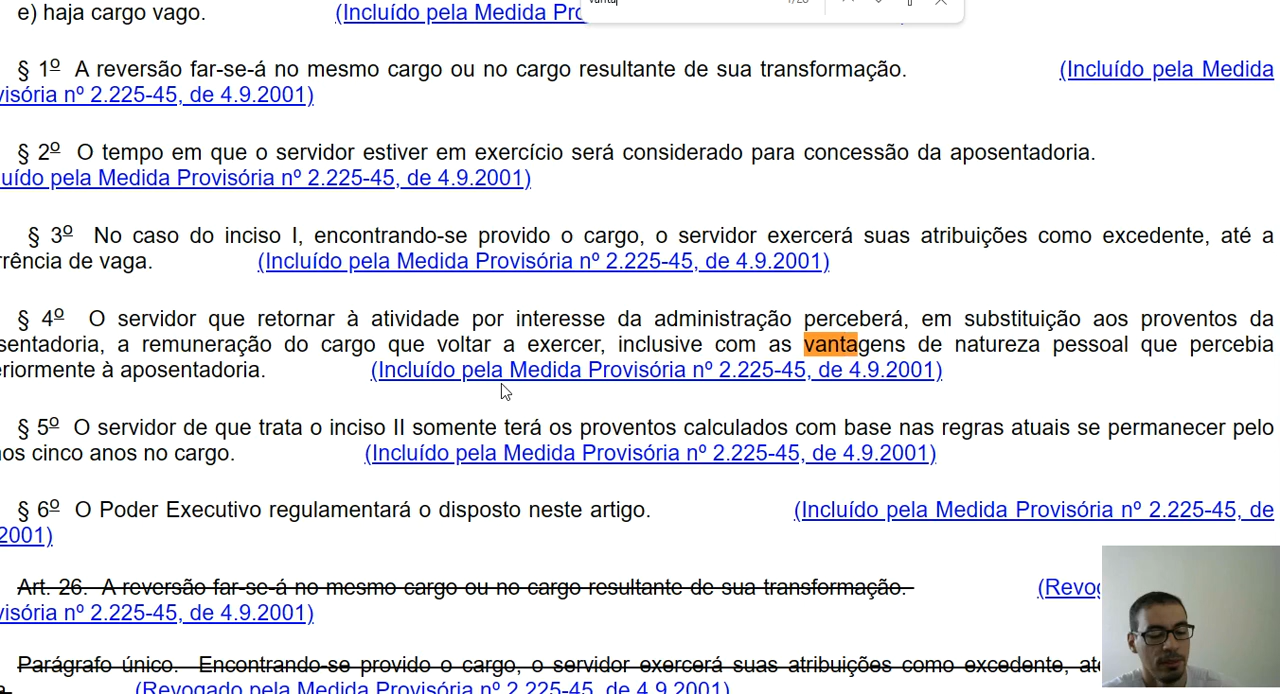 e) haja cargo vago. (Incluído pela Medida
§ 1º A reversão far-se-á no mesmo cargo ou no cargo resultante de sua transformação. (Incluído pela Medida
visória nº 2.225-45, de 4.9.2001)
§ 2º O tempo em que o servidor estiver em exercício será considerado para concessão da aposentadoria.
luído pela Medida Provisória nº 2.225-45, de 4.9.2001)
§ 3º No caso do inciso I, encontrando-se provido o cargo, o servidor exercerá suas atribuições como excedente, até a
rrência de vaga. (Incluído pela Medida Provisória nº 2.225-45, de 4.9.2001)
§ 4º O servidor que retornar à atividade por interesse da administração perceberá, em substituição aos proventos da
sentadoria, a remuneração do cargo que voltar a exercer, inclusive com as vantagens de natureza pessoal que percebia
eriormente à aposentadoria. (Incluído pela Medida Provisória nº 2.225-45, de 4.9.2001)
§ 5º O servidor de que trata o inciso II somente terá os proventos calculados com base nas regras atuais se permanecer pelo
os cinco anos no cargo. (Incluído pela Medida Provisória nº 2.225-45, de 4.9.2001)
§ 6º O Poder Executivo regulamentará o disposto neste artigo. (Incluído pela Medida Provisória nº 2.225-45, de
2001)
Art. 26. A reversão far-se-á no mesmo cargo ou no cargo resultante de sua transformação. (Revog
visória nº 2.225-45, de 4.9.2001)
Parágrafo único. Encontrando-se provido o cargo, o servidor exercerá suas atribuições como excedente, até
(Revogado pela Medida Provisória nº 2.225-45, de 4.9.2001)